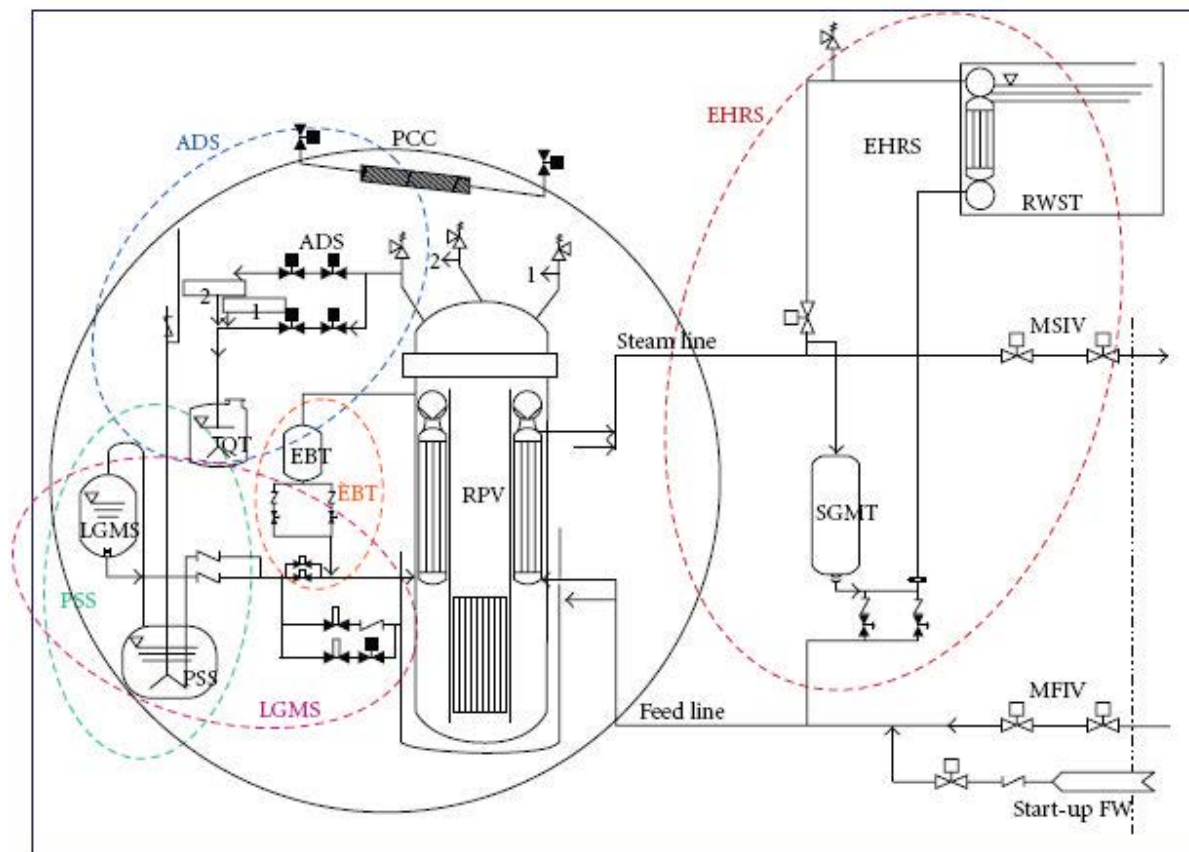 EHRS
ADS
PCC
EHRS
RWST
ADS
2
1
2
1
Steam line
MSIV
QT
EBT
EBT
RPV
LGMS
SGMT
PSS
PSS
LGMS
Feed line
MFIV
Start-up FW